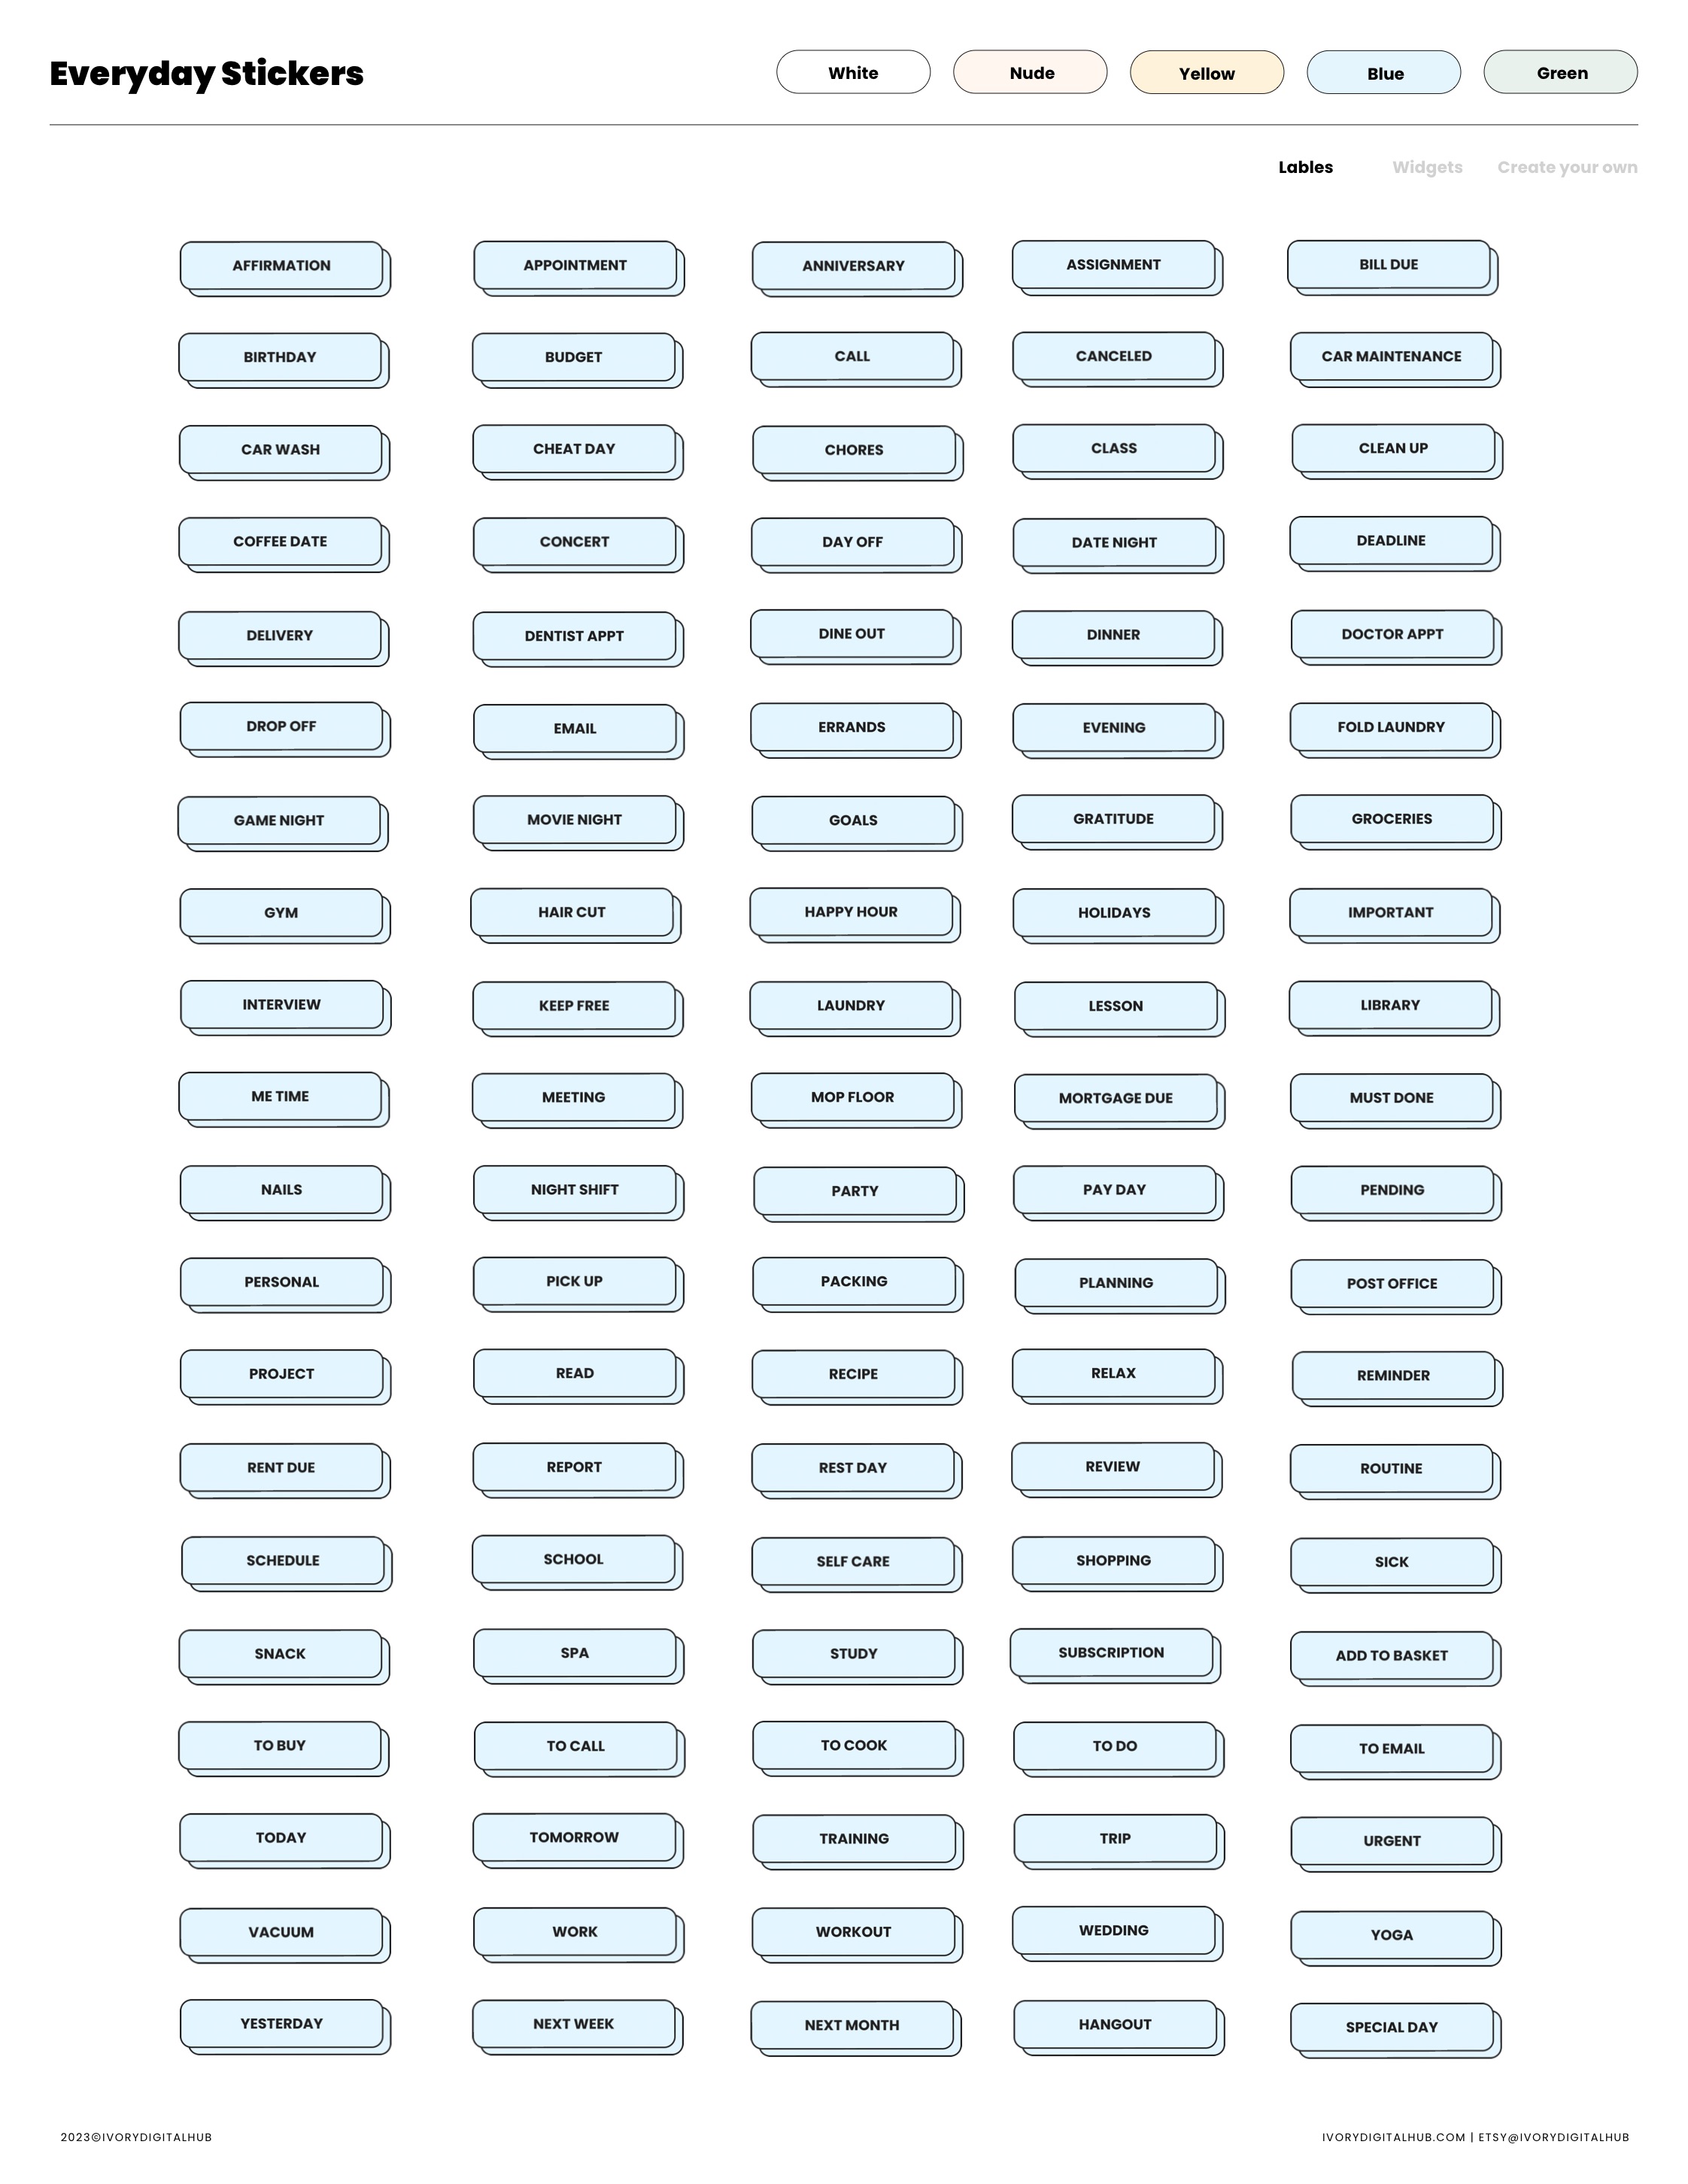 Everyday Stickers
White
Nude
Yellow
Blue
Green
Lables
Widgets
Create your own
AFFIRMATION
APPOINTMENT
ANNIVERSARY
ASSIGNMENT
BILL DUE
BIRTHDAY
BUDGET
CALL
CANCELED
CAR MAINTENANCE
CAR WASH
CHEAT DAY
CHORES
CLASS
CLEAN UP
COFFEE DATE
CONCERT
DAY OFF
DATE NIGHT
DEADLINE
DELIVERY
DENTIST APPT
DINE OUT
DINNER
DOCTOR APPT
DROP OFF
EMAIL
ERRANDS
EVENING
FOLD LAUNDRY
GAME NIGHT
MOVIE NIGHT
GOALS
GRATITUDE
GROCERIES
GYM
HAIR CUT
HAPPY HOUR
HOLIDAYS
IMPORTANT
INTERVIEW
KEEP FREE
LAUNDRY
LESSON
LIBRARY
ME TIME
MEETING
MOP FLOOR
MORTGAGE DUE
MUST DONE
NAILS
NIGHT SHIFT
PARTY
PAY DAY
PENDING
PERSONAL
PICK UP
PACKING
PLANNING
POST OFFICE
PROJECT
READ
RECIPE
RELAX
REMINDER
RENT DUE
REPORT
REST DAY
REVIEW
ROUTINE
SCHEDULE
SCHOOL
SELF CARE
SHOPPING
SICK
SNACK
SPA
STUDY
SUBSCRIPTION
ADD TO BASKET
TO BUY
TO CALL
TO COOK
TO DO
TO EMAIL
TODAY
TOMORROW
TRAINING
TRIP
URGENT
VACUUM
WORK
WORKOUT
WEDDING
YOGA
YESTERDAY
NEXT WEEK
NEXT MONTH
HANGOUT
SPECIAL DAY
2023©IVORYDIGITALHUB
IVORYDIGITALHUB.COM | ETSY@IVORYDIGITALHUB